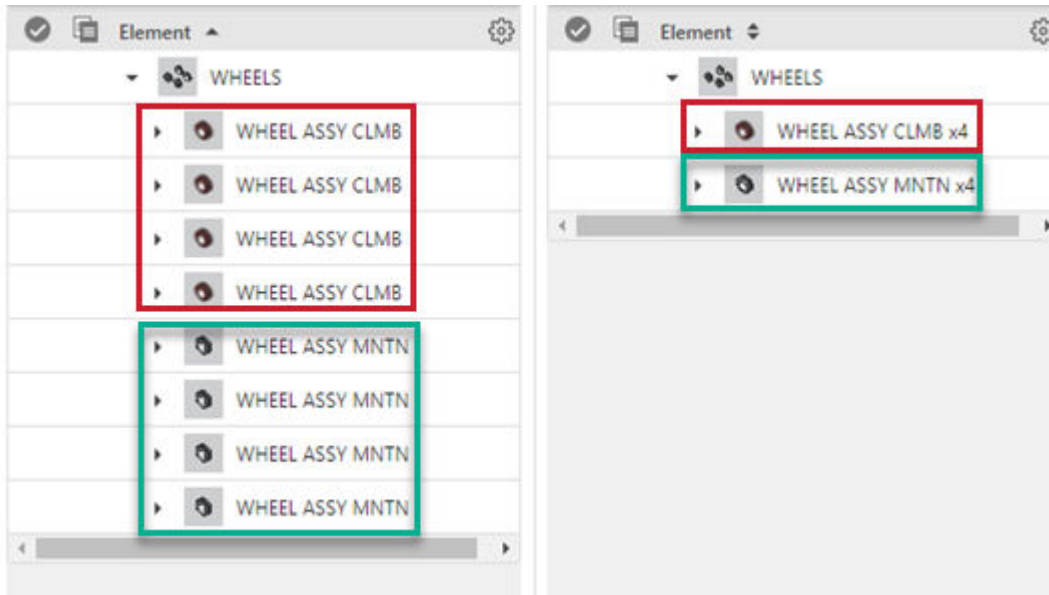 Element
WHEELS
WHEEL ASSY CLMB
WHEEL ASSY CLMB
WHEEL ASSY CLMB
WHEEL ASSY CLMB
WHEEL ASSY MNTN
WHEEL ASSY MNTN
WHEEL ASSY MNTN
WHEEL ASSY MNTN
Element
WHEELS
WHEEL ASSY CLMB x4
WHEEL ASSY MNTN x4